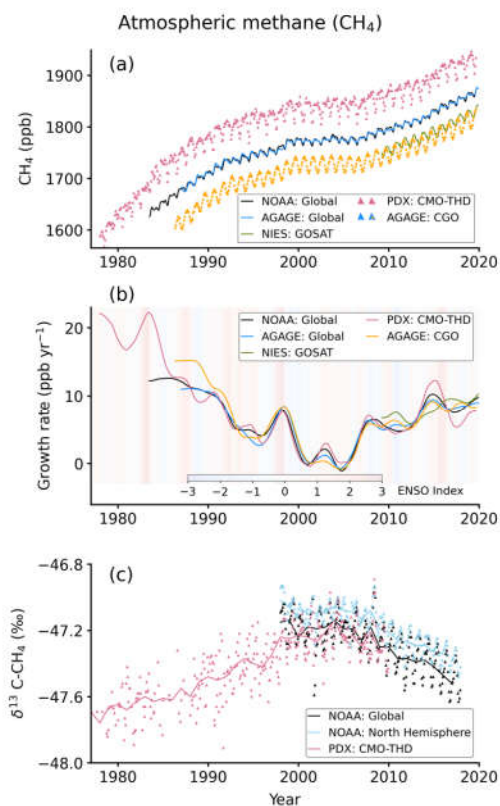 Atmospheric methane (CH₄)
(a)
CH₄ (ppb)
1900
1800
1700
1600
NOAA: Global
PDX: CMO-THD
AGAGE: Global
AGAGE: CGO
NIES: GOSAT
1980
1990
2000
2010
2020
(b)
Growth rate (ppb yr⁻¹)
20
10
0
NOAA: Global
PDX: CMO-THD
AGAGE: Global
AGAGE: CGO
NIES: GOSAT
−3 −2 −1 0 1 2 3
ENSO Index
1980
1990
2000
2010
2020
(c)
δ¹³ C-CH₄ (‰)
−46.8
−47.2
−47.6
−48.0
NOAA: Global
NOAA: North Hemisphere
PDX: CMO-THD
1980
1990
2000
2010
2020
Year